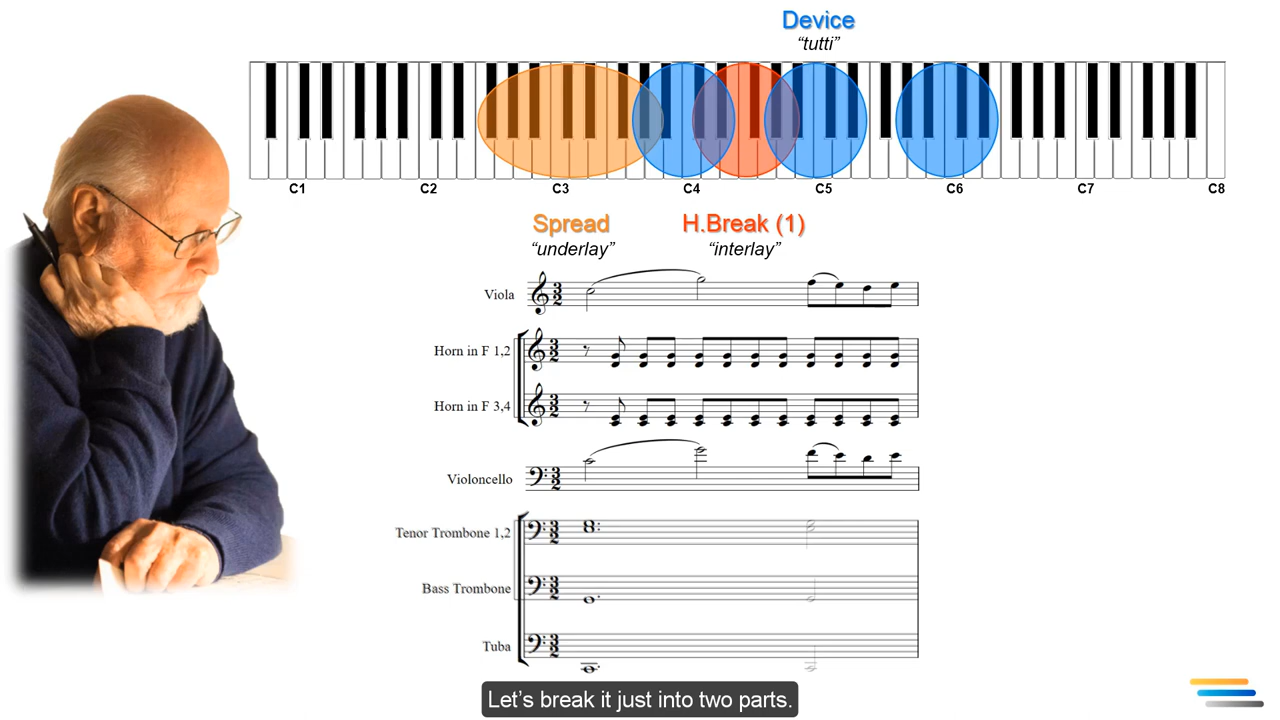 Device
“tutti”
C1 C2 C3 C4 C5 C6 C7 C8
Spread H.Break (1)
“underlay” “interlay”
Viola
Horn in F 1,2
Horn in F 3,4
Violoncello
Tenor Trombone 1,2
Bass Trombone
Tuba
Let’s break it just into two parts.